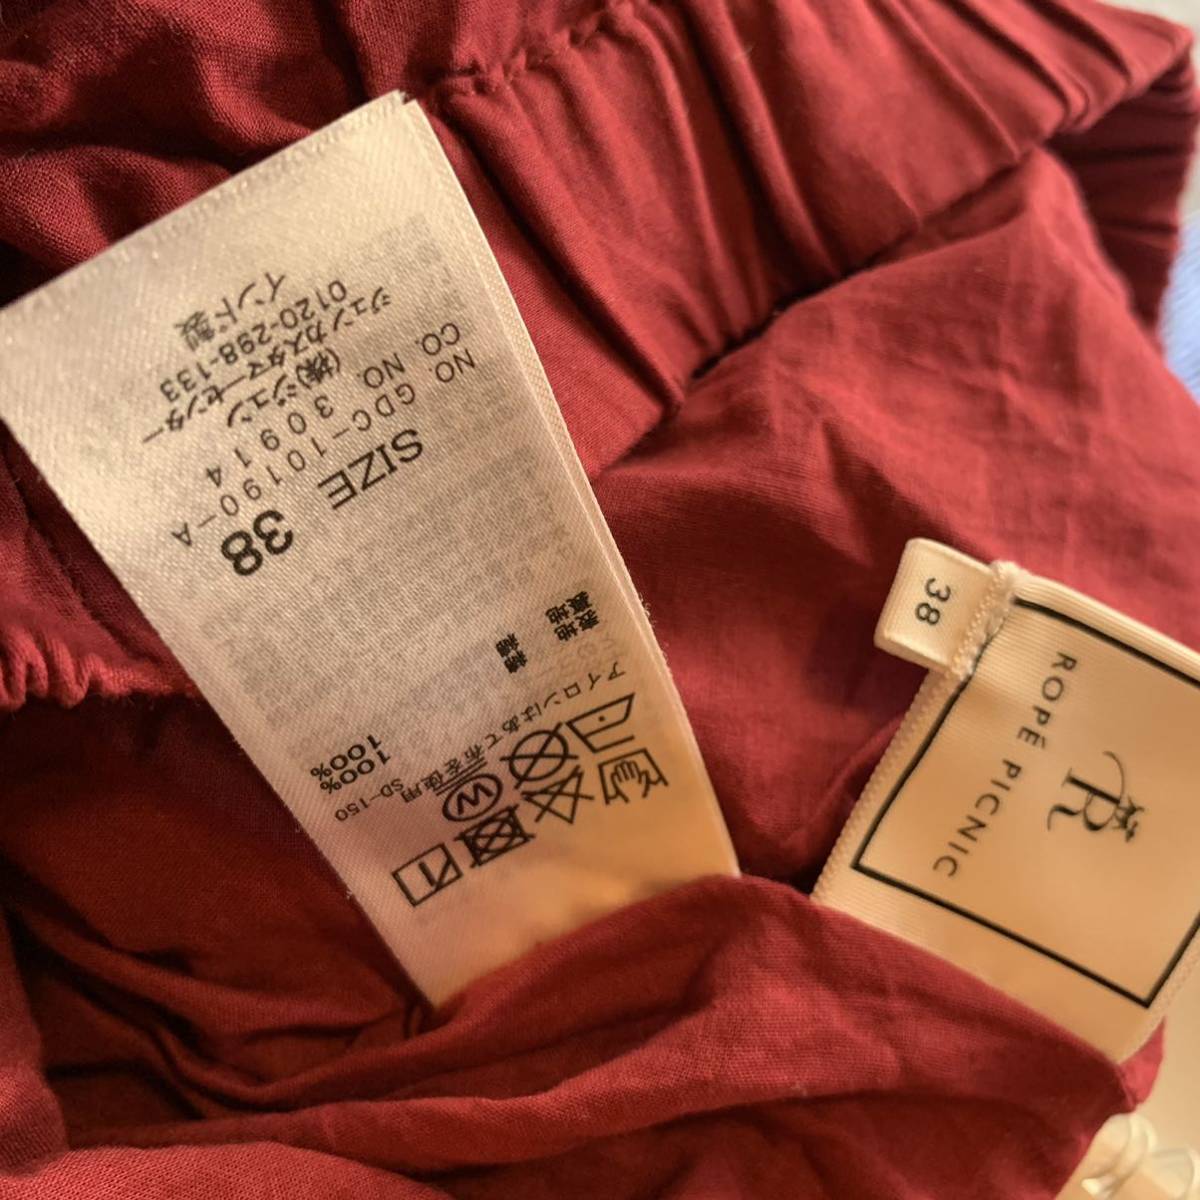 SIZE 38
NO GDC-10190-A
CO. NO 30914
(株)ジュン
ジュンカスタマーセンター
0120-298-133
インド製
表地 綿 100%
裏地 綿 100%
アイロンはあて布を使用 SD-150
W
38
ROPÉ PICNIC
R